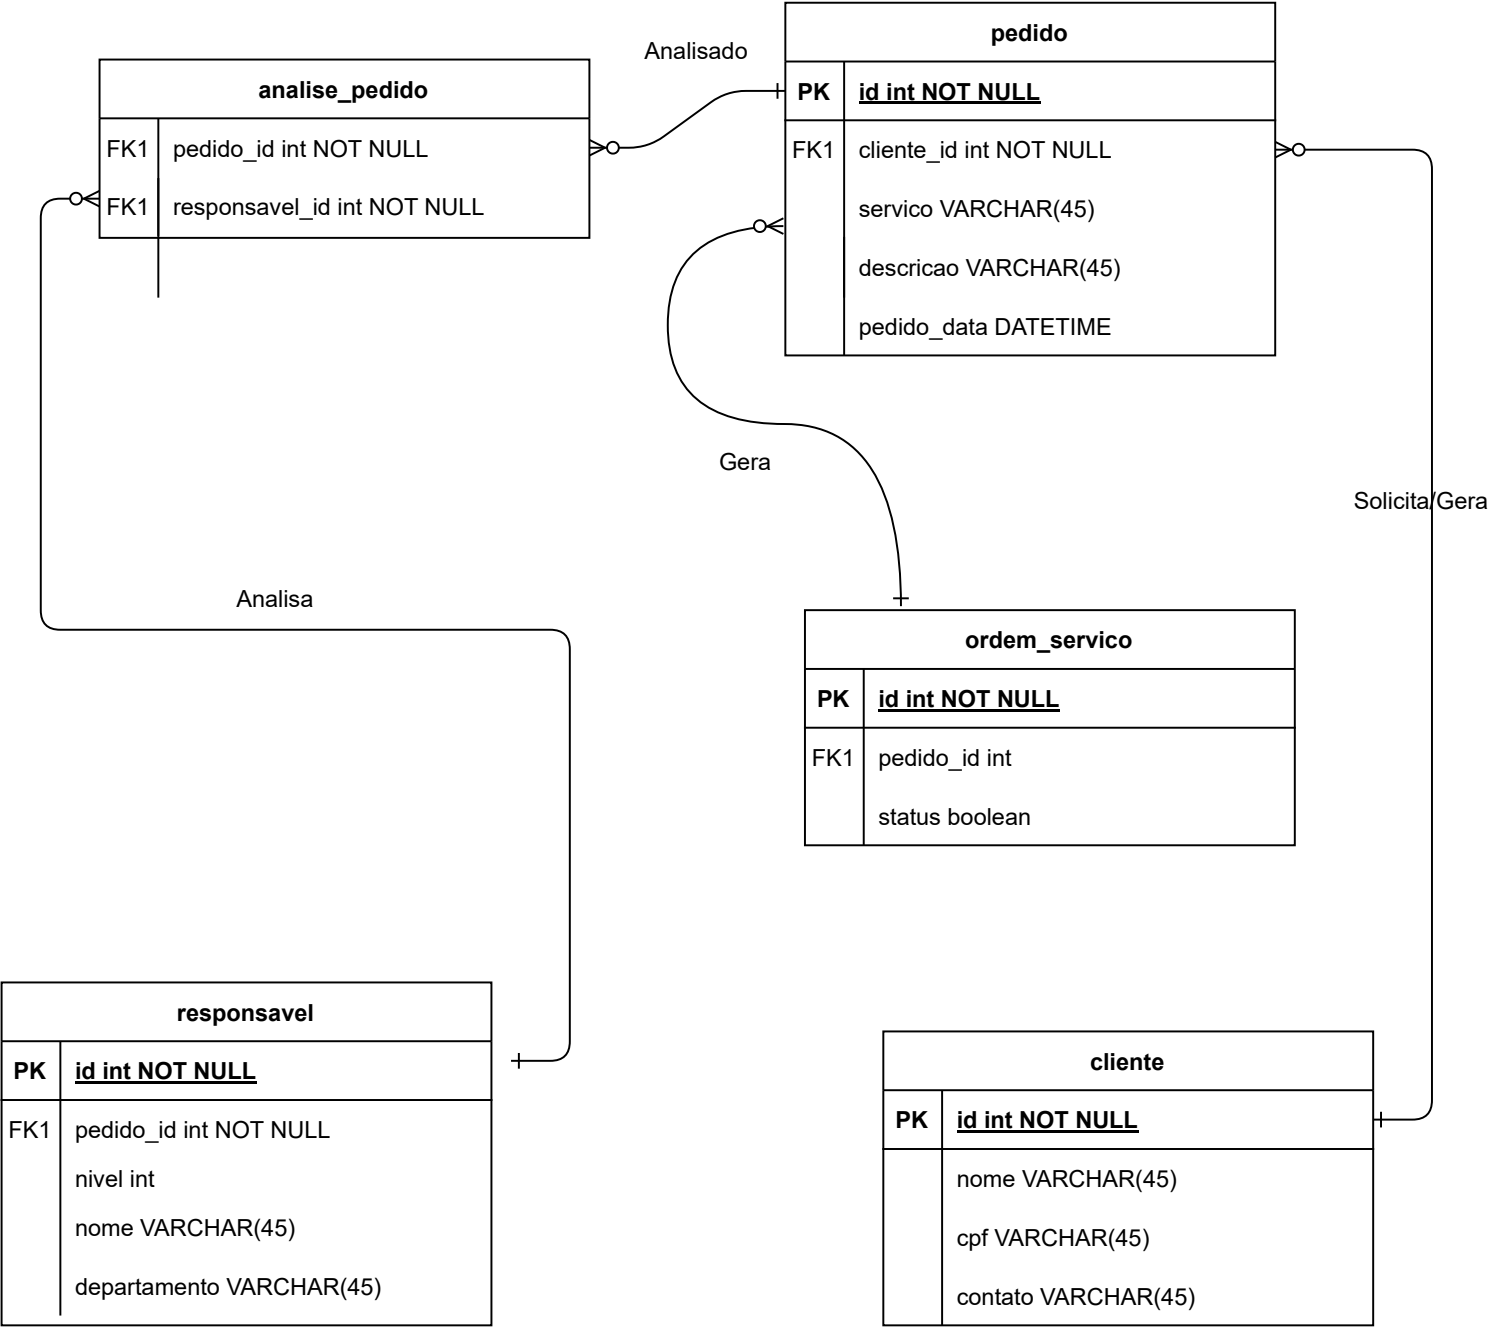 Analisado
analise_pedido
FK1 pedido_id int NOT NULL
FK1 responsavel_id int NOT NULL
pedido
PK id int NOT NULL
FK1 cliente_id int NOT NULL
servico VARCHAR(45)
descricao VARCHAR(45)
pedido_data DATETIME
Gera
Solicita/Gera
Analisa
ordem_servico
PK id int NOT NULL
FK1 pedido_id int
status boolean
responsavel
PK id int NOT NULL
FK1 pedido_id int NOT NULL
nivel int
nome VARCHAR(45)
departamento VARCHAR(45)
cliente
PK id int NOT NULL
nome VARCHAR(45)
cpf VARCHAR(45)
contato VARCHAR(45)